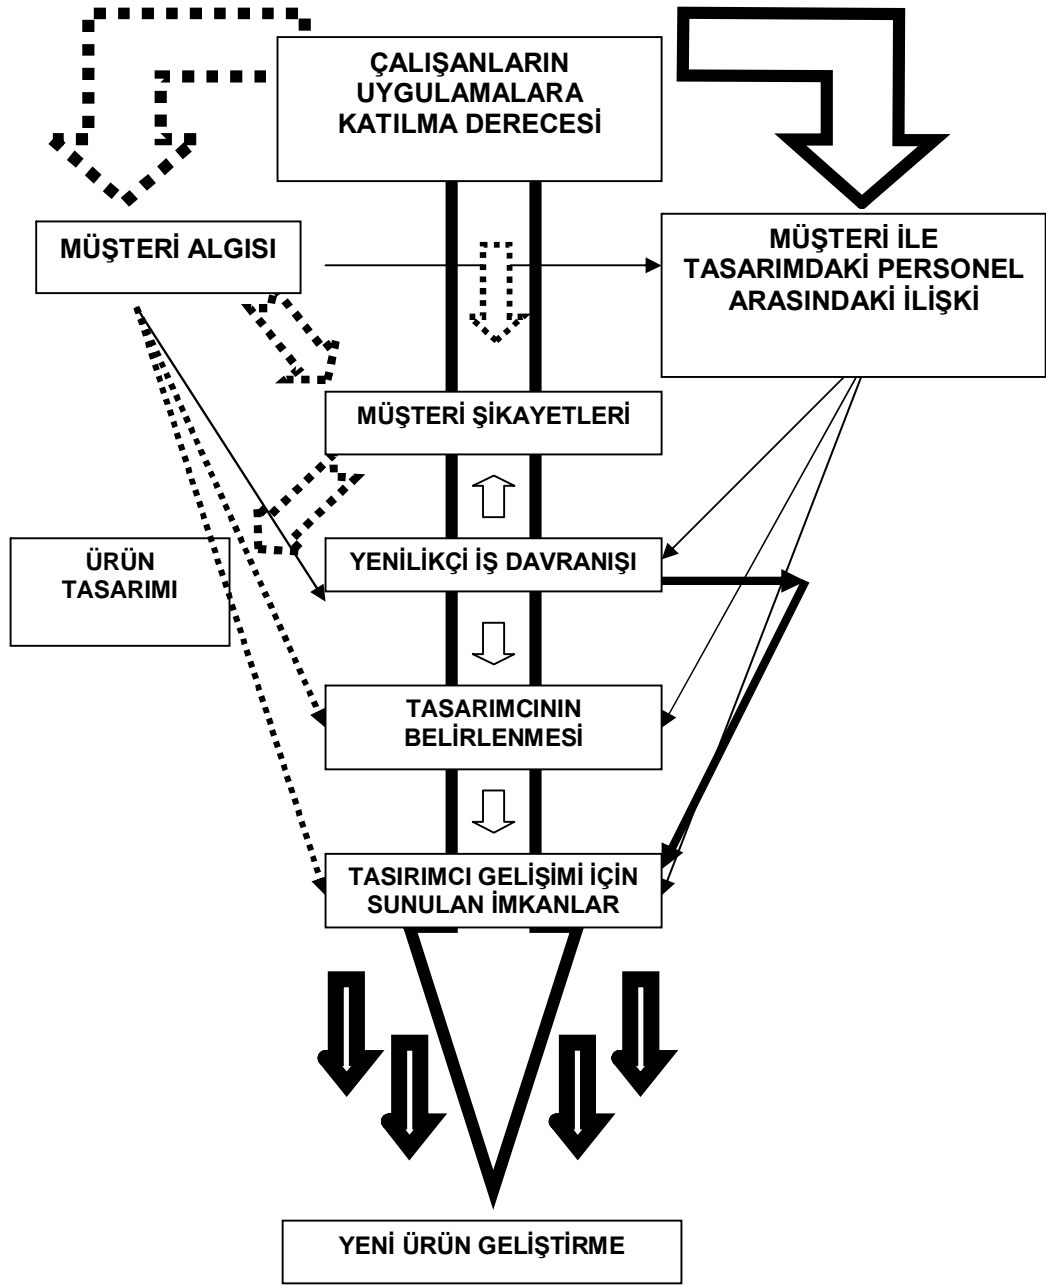 ÇALIŞANLARIN
UYGULAMALARA
KATILMA DERECESİ
MÜŞTERİ ALGISI
MÜŞTERİ İLE
TASARIMDAKİ PERSONEL
ARASINDAKİ İLİŞKİ
MÜŞTERİ ŞİKAYETLERİ
ÜRÜN
TASARIMI
YENİLİKÇİ İŞ DAVRANIŞI
TASARIMCININ
BELİRLENMESİ
TASIRIMCI GELİŞİMİ İÇİN
SUNULAN İMKANLAR
YENİ ÜRÜN GELİŞTİRME